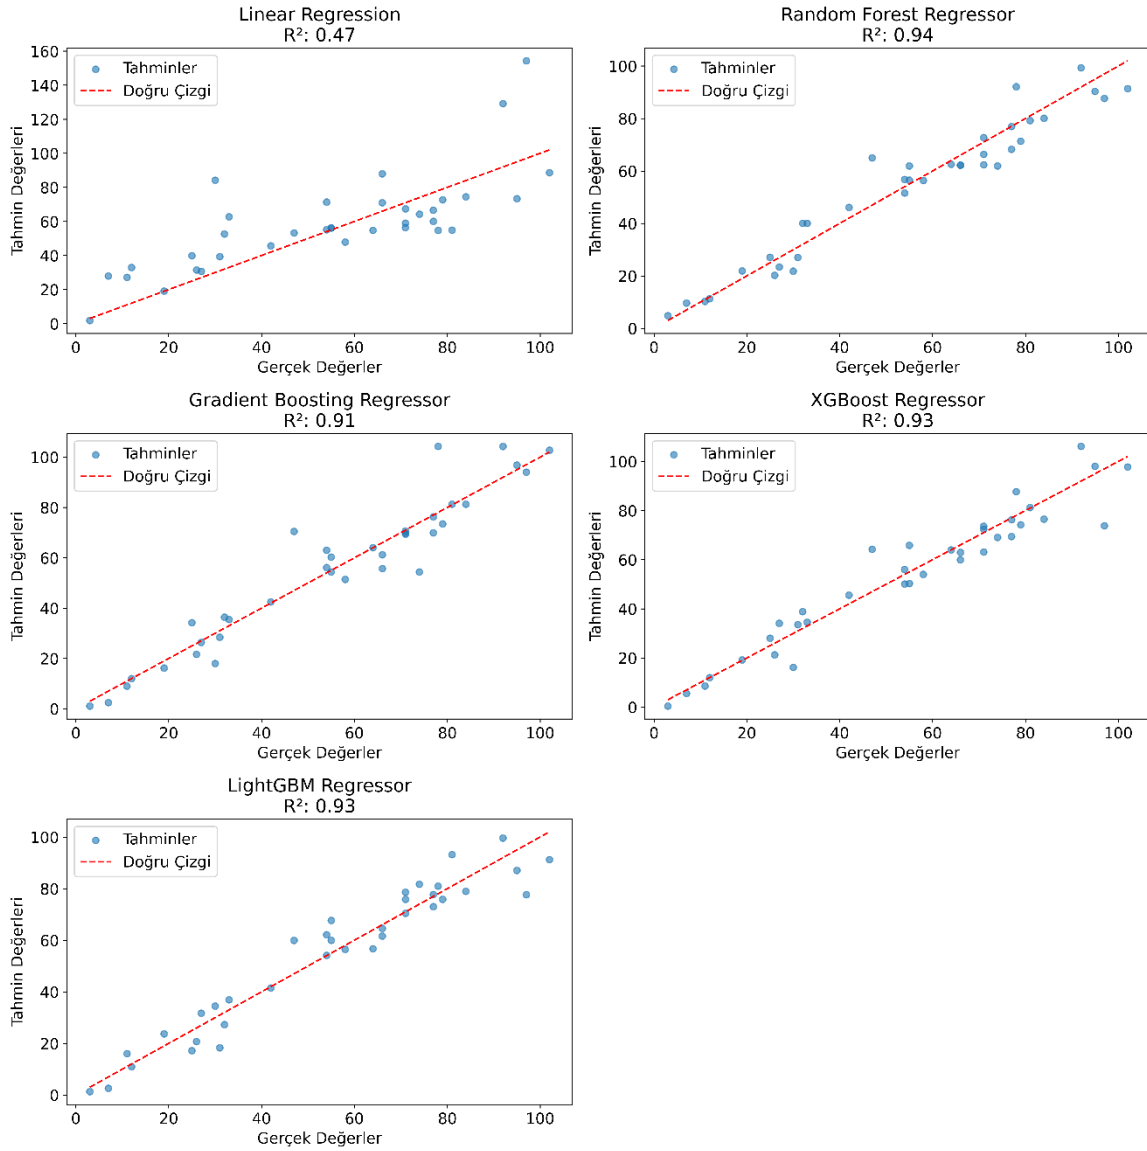 Linear Regression
R²: 0.47
Tahminler
Doğru Çizgi
Tahmin Değerleri
160
140
120
100
80
60
40
20
0
0 20 40 60 80 100
Gerçek Değerler
Random Forest Regressor
R²: 0.94
Tahminler
Doğru Çizgi
Tahmin Değerleri
100
80
60
40
20
0
0 20 40 60 80 100
Gerçek Değerler
Gradient Boosting Regressor
R²: 0.91
Tahminler
Doğru Çizgi
Tahmin Değerleri
100
80
60
40
20
0
0 20 40 60 80 100
Gerçek Değerler
XGBoost Regressor
R²: 0.93
Tahminler
Doğru Çizgi
Tahmin Değerleri
100
80
60
40
20
0
0 20 40 60 80 100
Gerçek Değerler
LightGBM Regressor
R²: 0.93
Tahminler
Doğru Çizgi
Tahmin Değerleri
100
80
60
40
20
0
0 20 40 60 80 100
Gerçek Değerler